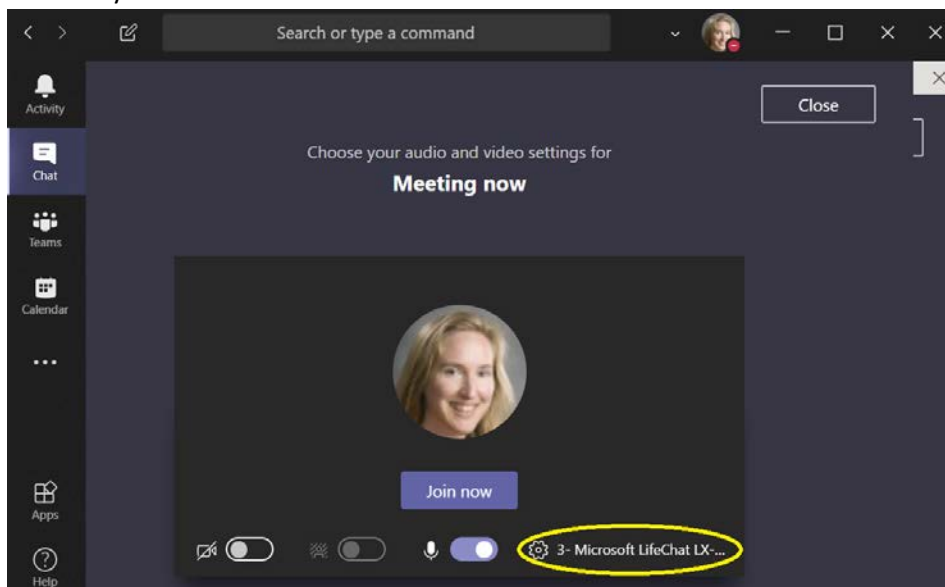 Search or type a command
Activity
Close
Choose your audio and video settings for
Chat
Meeting now
Teams
Calendar
Join now
Apps
3- Microsoft LifeChat LX-...
Help